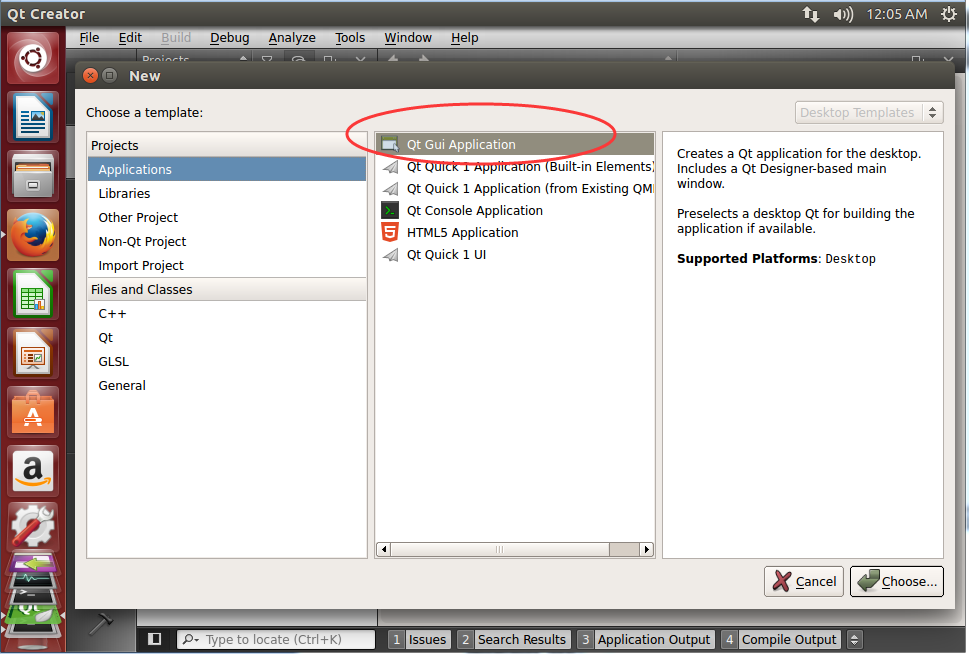 Qt Creator
12:05 AM
File Edit Build Debug Analyze Tools Window Help
Projects
New
Choose a template:
Desktop Templates
Projects
Applications
Libraries
Other Project
Non-Qt Project
Import Project
Files and Classes
C++
Qt
GLSL
General
Qt Gui Application
Qt Quick 1 Application (Built-in Elements)
Qt Quick 1 Application (from Existing QMI
Qt Console Application
HTML5 Application
Qt Quick 1 UI
Creates a Qt application for the desktop.
Includes a Qt Designer-based main
window.
Preselects a desktop Qt for building the
application if available.
Supported Platforms: Desktop
Cancel
Choose...
Type to locate (Ctrl+K)
1 Issues
2 Search Results
3 Application Output
4 Compile Output